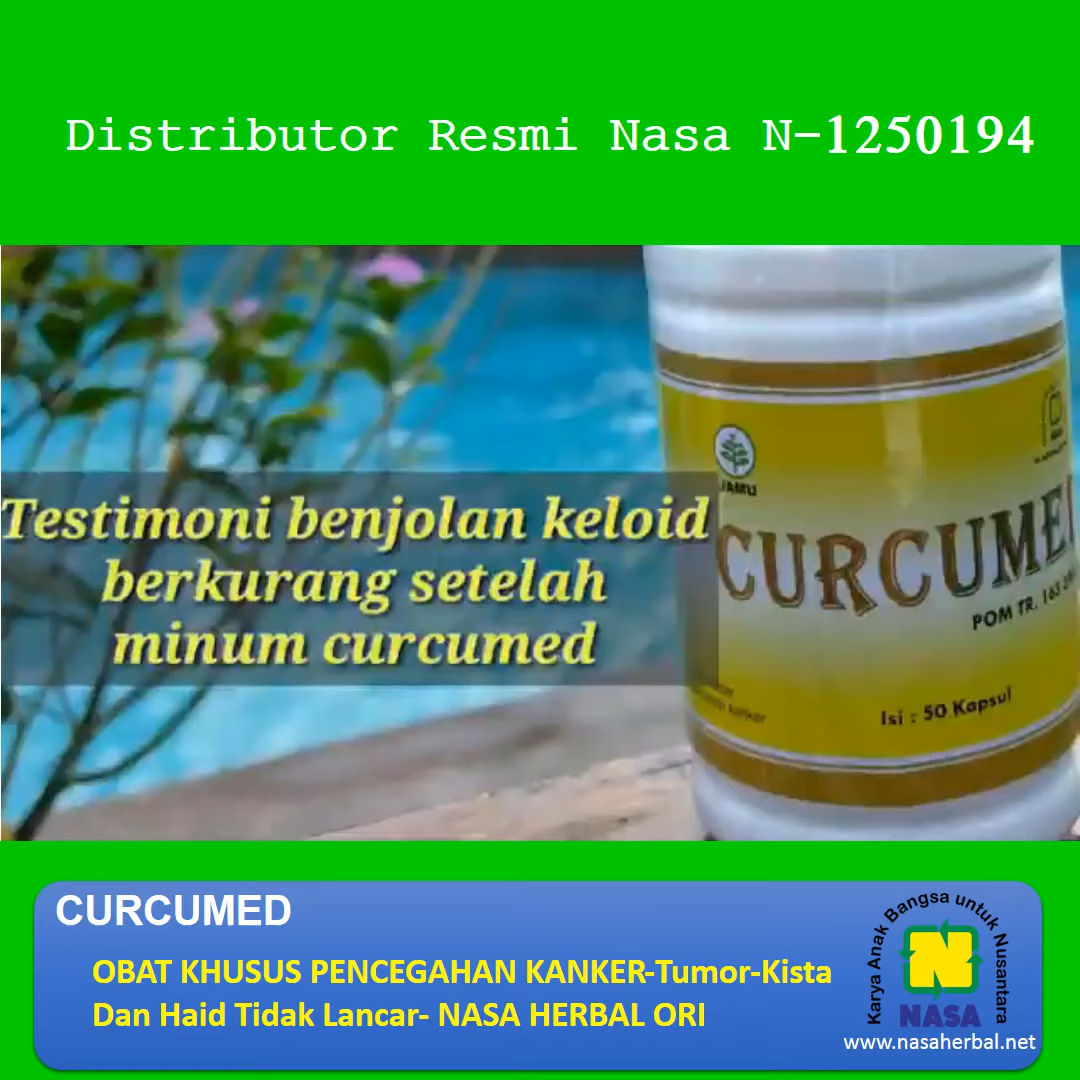 Distributor Resmi Nasa N-1250194
JAMU
CURCUME
POM TR. 163
Isi : 50 Kapsul
Testimoni benjolan keloid
berkurang setelah
minum curcumed
CURCUMED
OBAT KHUSUS PENCEGAHAN KANKER-Tumor-Kista
Dan Haid Tidak Lancar- NASA HERBAL ORI
Karya Anak Bangsa untuk Nusantara
N
NASA
www.nasaherbal.net